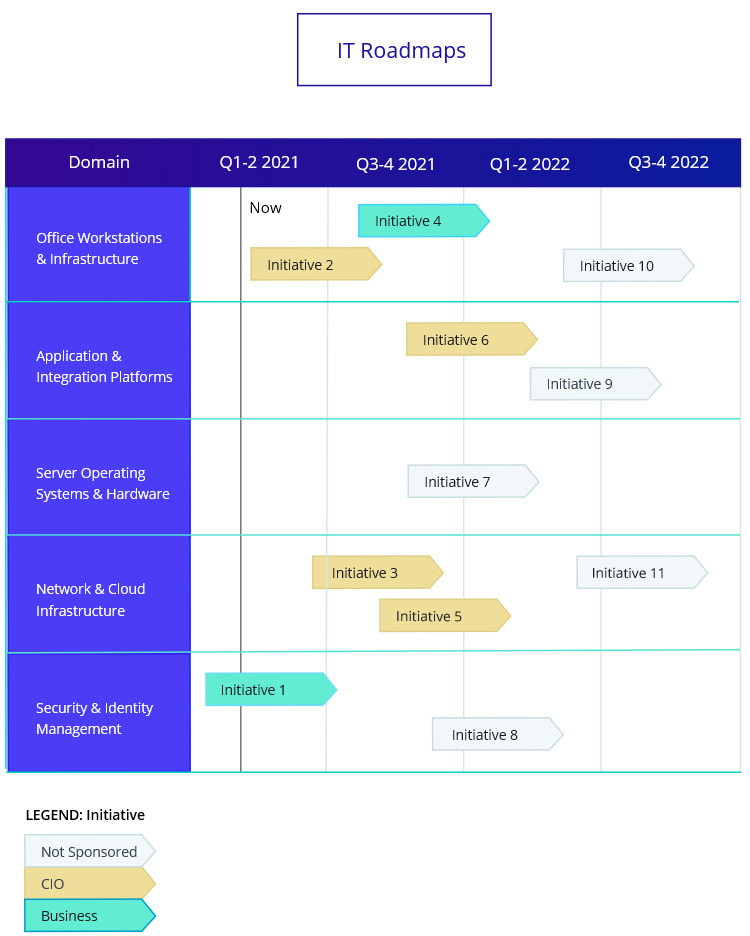 IT Roadmaps
Domain
Q1-2 2021
Q3-4 2021
Q1-2 2022
Q3-4 2022
Now
Office Workstations
& Infrastructure
Initiative 4
Initiative 2
Initiative 10
Application &
Integration Platforms
Initiative 6
Initiative 9
Server Operating
Systems & Hardware
Initiative 7
Network & Cloud
Infrastructure
Initiative 3
Initiative 11
Initiative 5
Security & Identity
Management
Initiative 1
Initiative 8
LEGEND: Initiative
Not Sponsored
CIO
Business